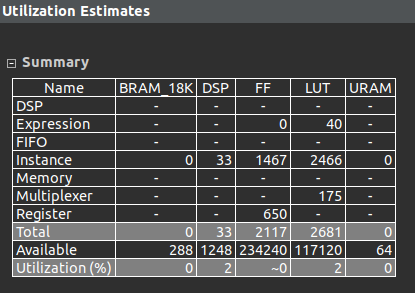 Utilization Estimates
Summary
Name BRAM_18K DSP FF LUT URAM
DSP - - - - -
Expression - - 0 40 -
FIFO - - - - -
Instance 0 33 1467 2466 0
Memory - - - - -
Multiplexer - - - 175 -
Register - - 650 - -
Total 0 33 2117 2681 0
Available 288 1248 234240 117120 64
Utilization (%) 0 2 ~0 2 0